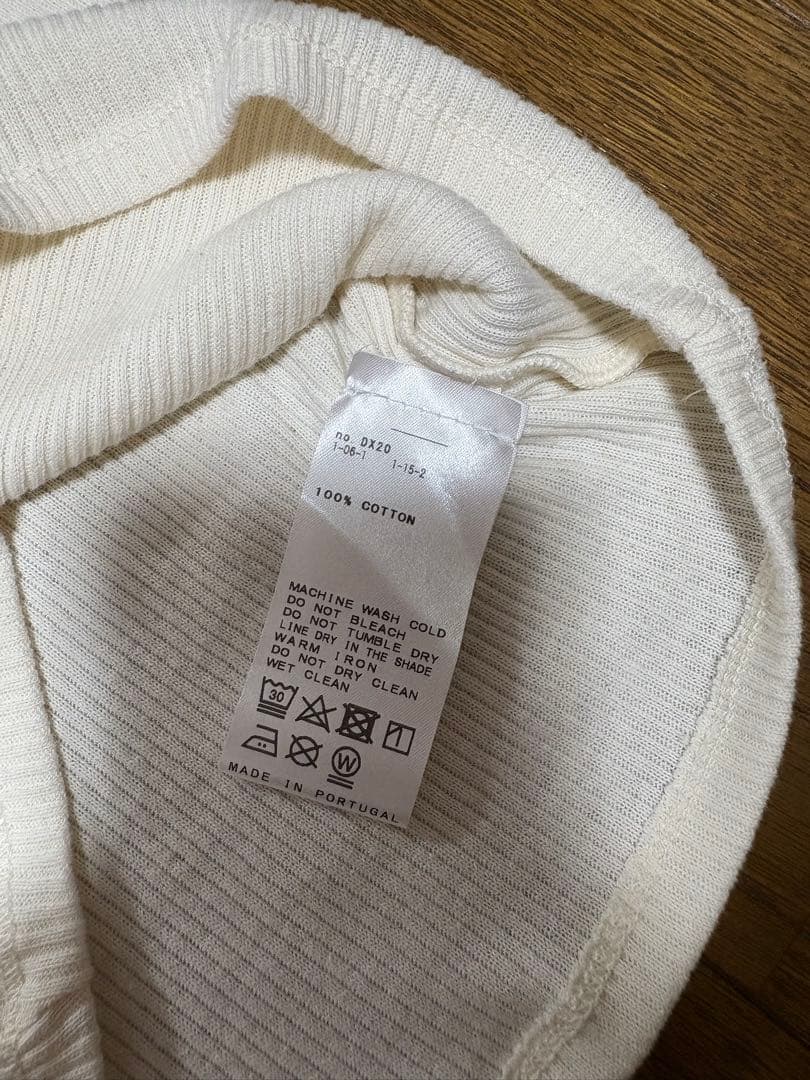 no. DX20
1-06-1 1-15-2
100% COTTON
MACHINE WASH COLD
DO NOT BLEACH
DO NOT TUMBLE DRY
LINE DRY IN THE SHADE
WARM IRON
DO NOT DRY CLEAN
WET CLEAN
30
W
MADE IN PORTUGAL